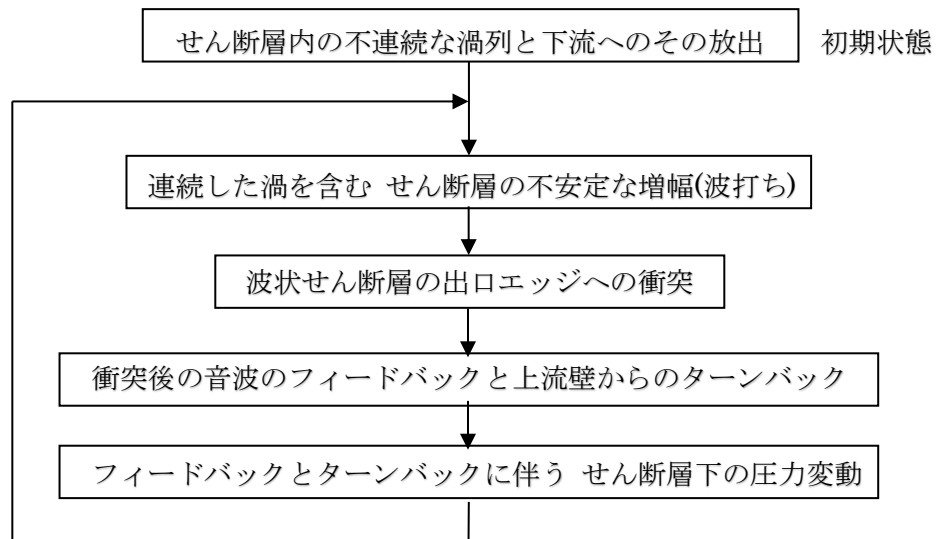 せん断層内の不連続な渦列と下流へのその放出
初期状態
連続した渦を含む せん断層の不安定な増幅(波打ち)
波状せん断層の出口エッジへの衝突
衝突後の音波のフィードバックと上流壁からのターンバック
フィードバックとターンバックに伴う せん断層下の圧力変動